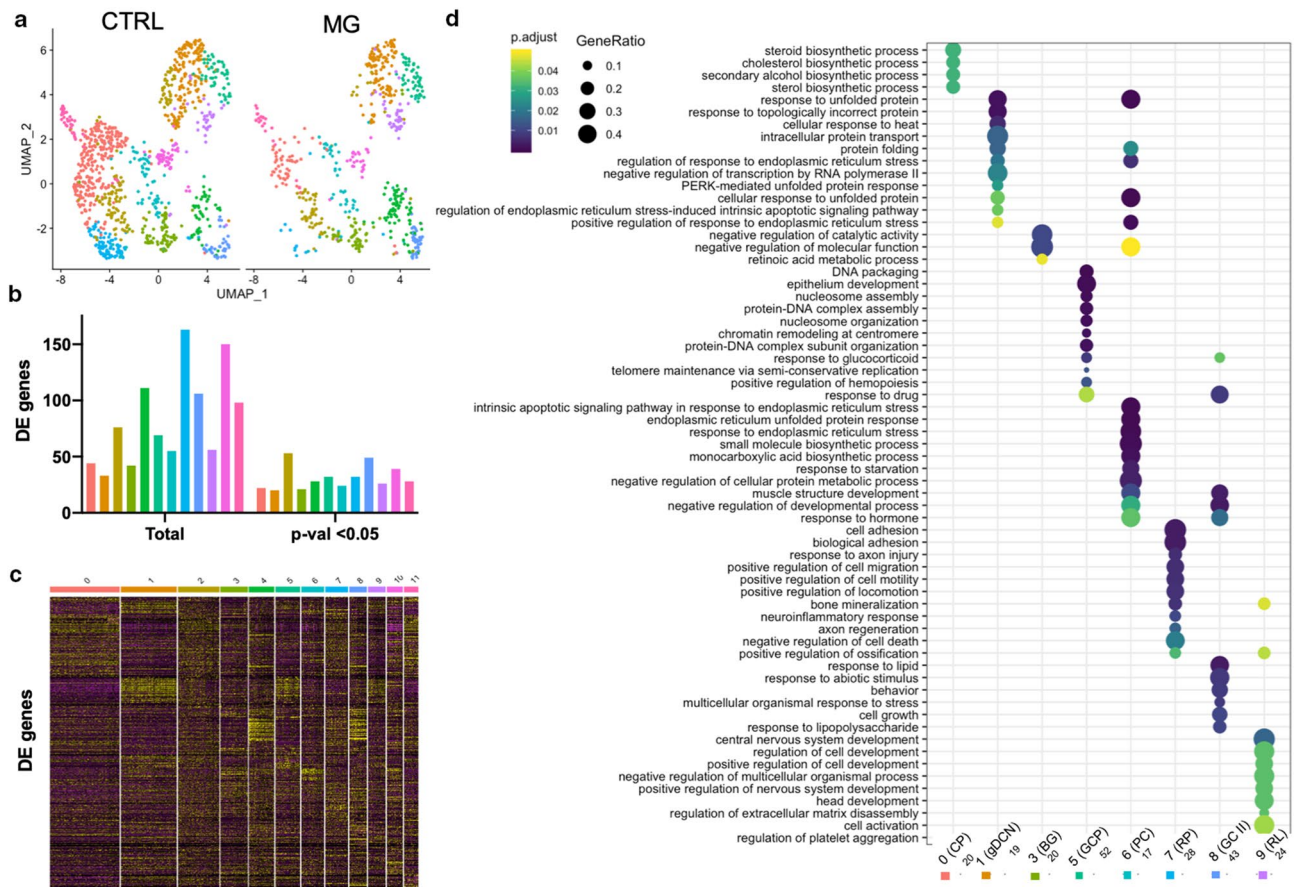 a
CTRL
MG
6
4
2
0
-2
UMAP_2
-8
-4
0
4
-8
-4
0
4
UMAP_1
b
DE genes
150
100
50
0
Total
p-val <0.05
c
0
1
2
3
4
5
6
7
8
9
10
11
DE genes
d
p.adjust
0.04
0.03
0.02
0.01
GeneRatio
0.1
0.2
0.3
0.4
steroid biosynthetic process
cholesterol biosynthetic process
secondary alcohol biosynthetic process
sterol biosynthetic process
response to unfolded protein
response to topologically incorrect protein
cellular response to heat
intracellular protein transport
protein folding
regulation of response to endoplasmic reticulum stress
negative regulation of transcription by RNA polymerase II
PERK-mediated unfolded protein response
cellular response to unfolded protein
regulation of endoplasmic reticulum stress-induced intrinsic apoptotic signaling pathway
positive regulation of response to endoplasmic reticulum stress
negative regulation of catalytic activity
negative regulation of molecular function
retinoic acid metabolic process
DNA packaging
epithelium development
nucleosome assembly
protein-DNA complex assembly
nucleosome organization
chromatin remodeling at centromere
protein-DNA complex subunit organization
response to glucocorticoid
telomere maintenance via semi-conservative replication
positive regulation of hemopoiesis
response to drug
intrinsic apoptotic signaling pathway in response to endoplasmic reticulum stress
endoplasmic reticulum unfolded protein response
response to endoplasmic reticulum stress
small molecule biosynthetic process
monocarboxylic acid biosynthetic process
response to starvation
negative regulation of cellular protein metabolic process
muscle structure development
negative regulation of developmental process
response to hormone
cell adhesion
biological adhesion
response to axon injury
positive regulation of cell migration
positive regulation of cell motility
positive regulation of locomotion
bone mineralization
neuroinflammatory response
axon regeneration
negative regulation of cell death
positive regulation of ossification
response to lipid
response to abiotic stimulus
behavior
multicellular organismal response to stress
cell growth
response to lipopolysaccharide
central nervous system development
regulation of cell development
positive regulation of cell development
negative regulation of multicellular organismal process
positive regulation of nervous system development
head development
regulation of extracellular matrix disassembly
cell activation
regulation of platelet aggregation
0 (CP)
20
1 (gDCN)
19
3 (BG)
20
5 (GCP)
52
6 (PC)
17
7 (RP)
28
8 (GC II)
43
9 (RL)
24